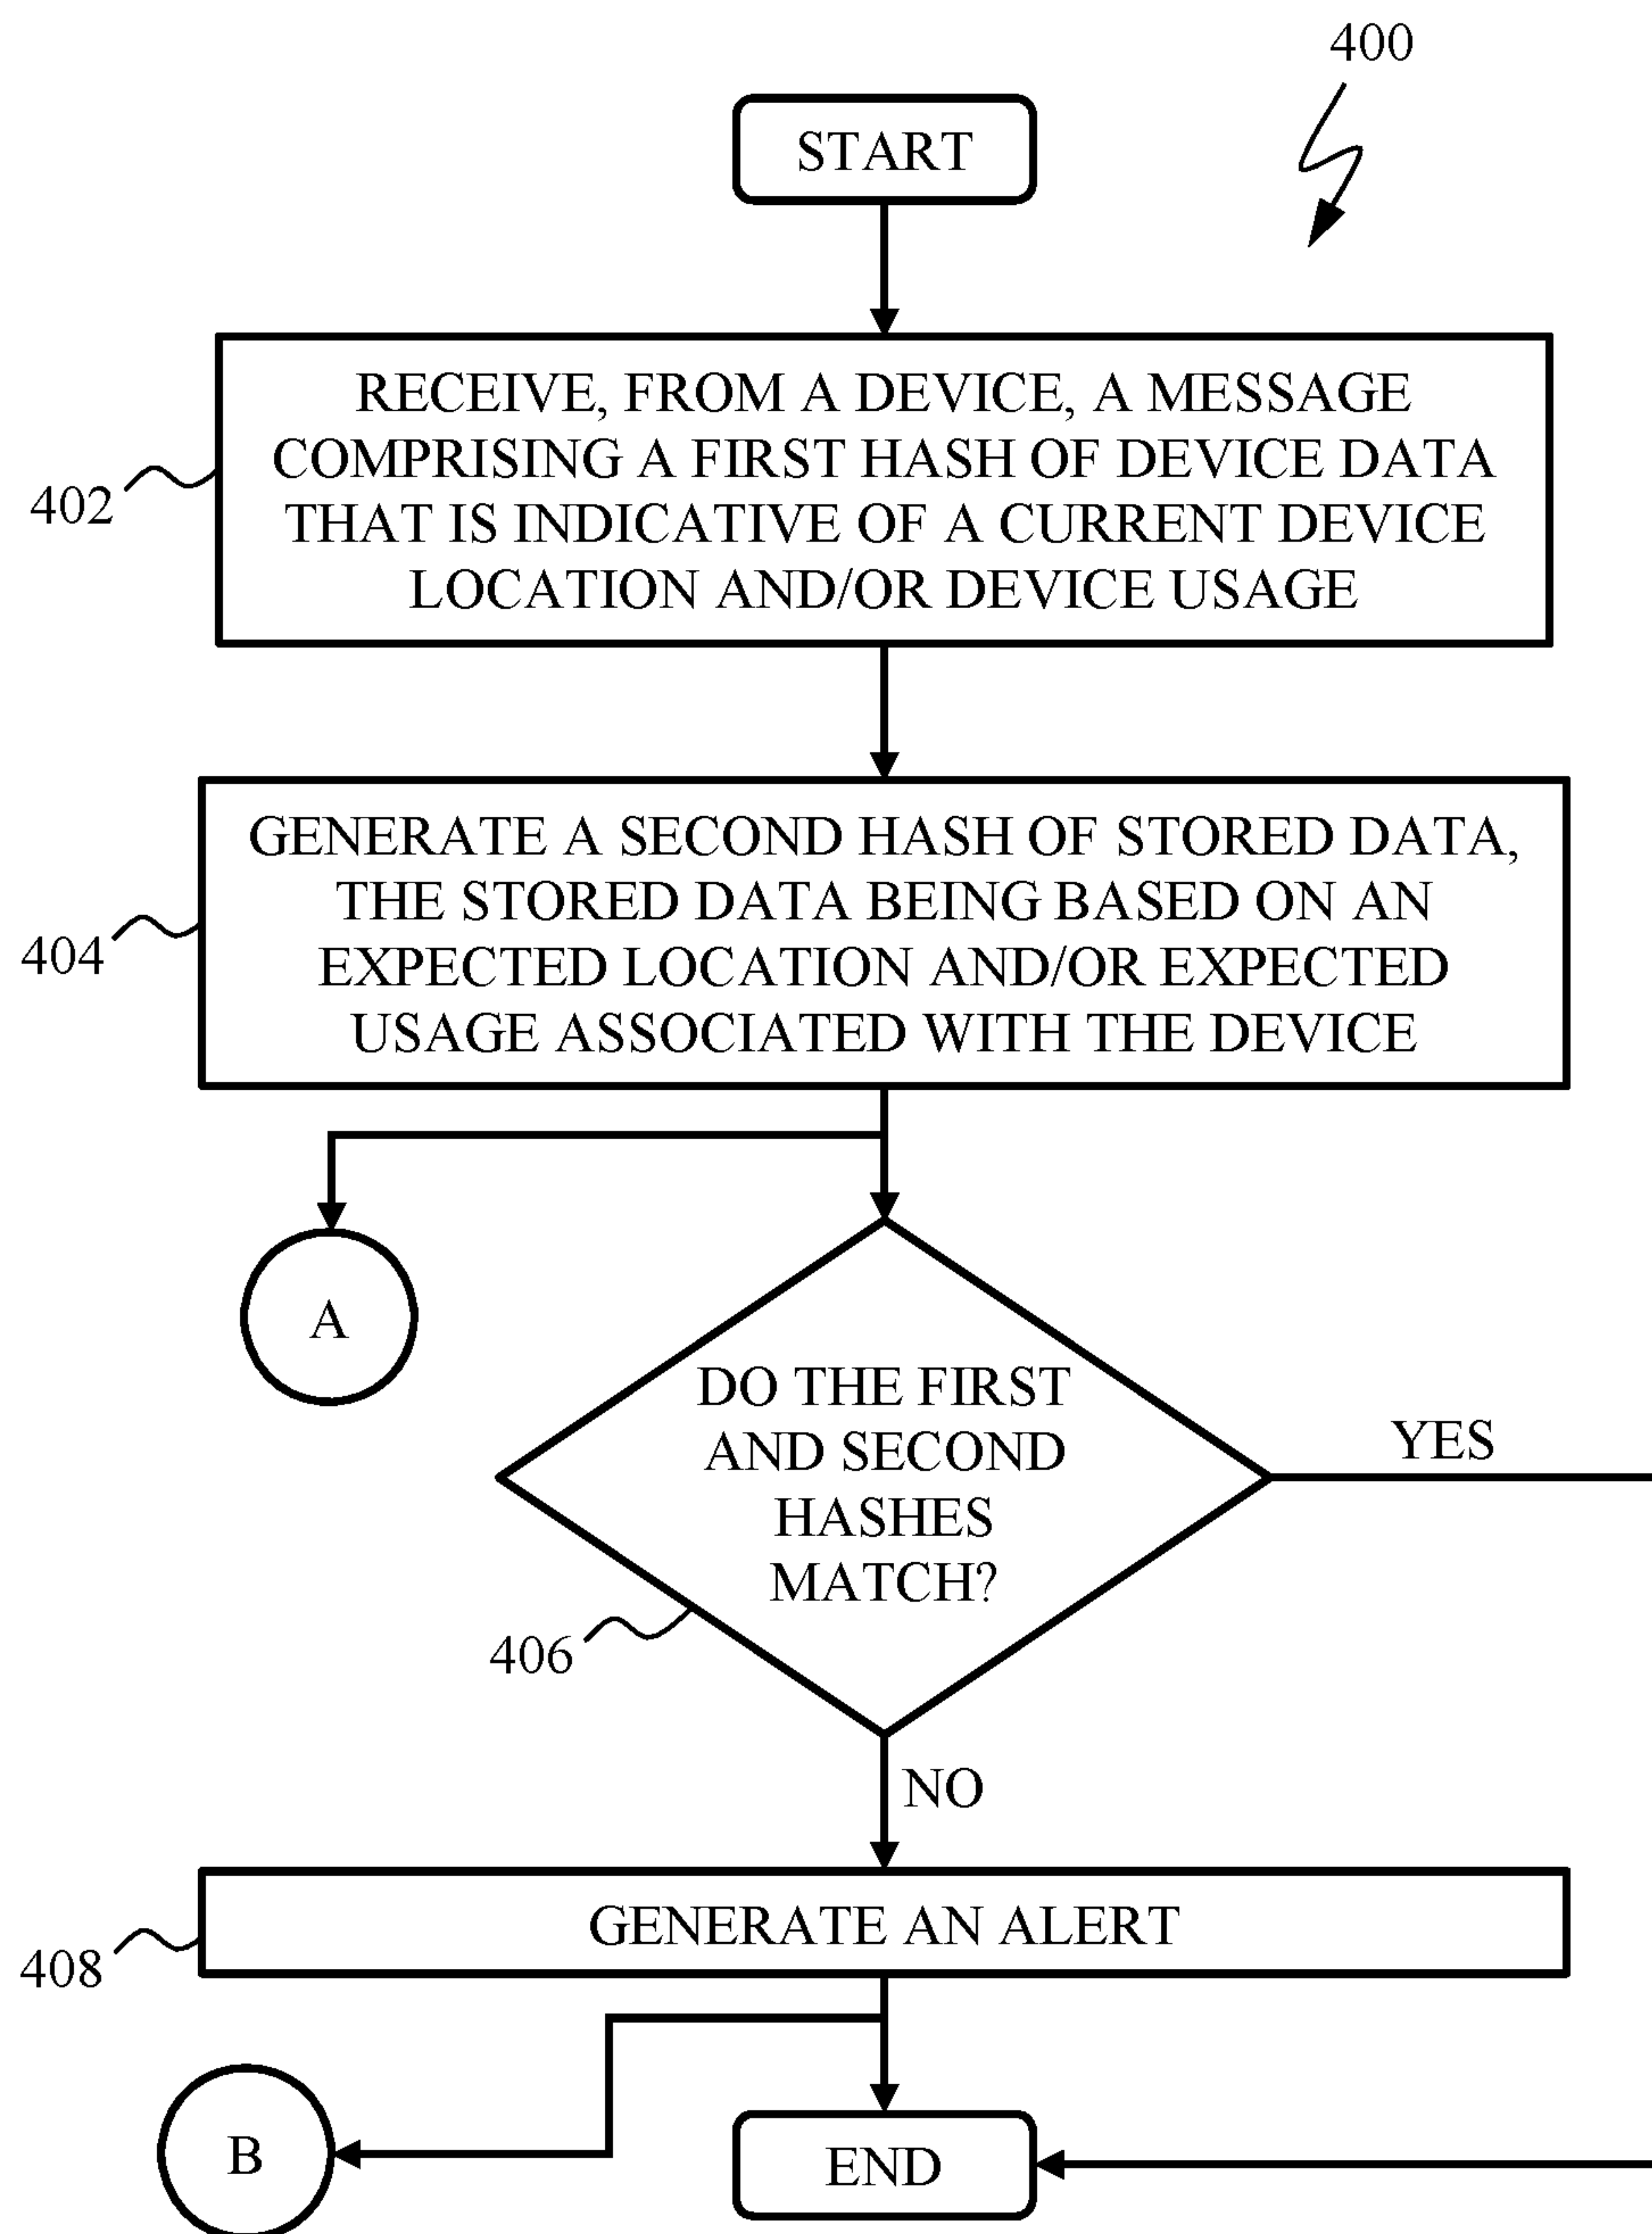 400
START
RECEIVE, FROM A DEVICE, A MESSAGE
COMPRISING A FIRST HASH OF DEVICE DATA
THAT IS INDICATIVE OF A CURRENT DEVICE
LOCATION AND/OR DEVICE USAGE
402
GENERATE A SECOND HASH OF STORED DATA,
THE STORED DATA BEING BASED ON AN
EXPECTED LOCATION AND/OR EXPECTED
USAGE ASSOCIATED WITH THE DEVICE
404
A
DO THE FIRST
AND SECOND
HASHES
MATCH?
YES
406
NO
GENERATE AN ALERT
408
B
END